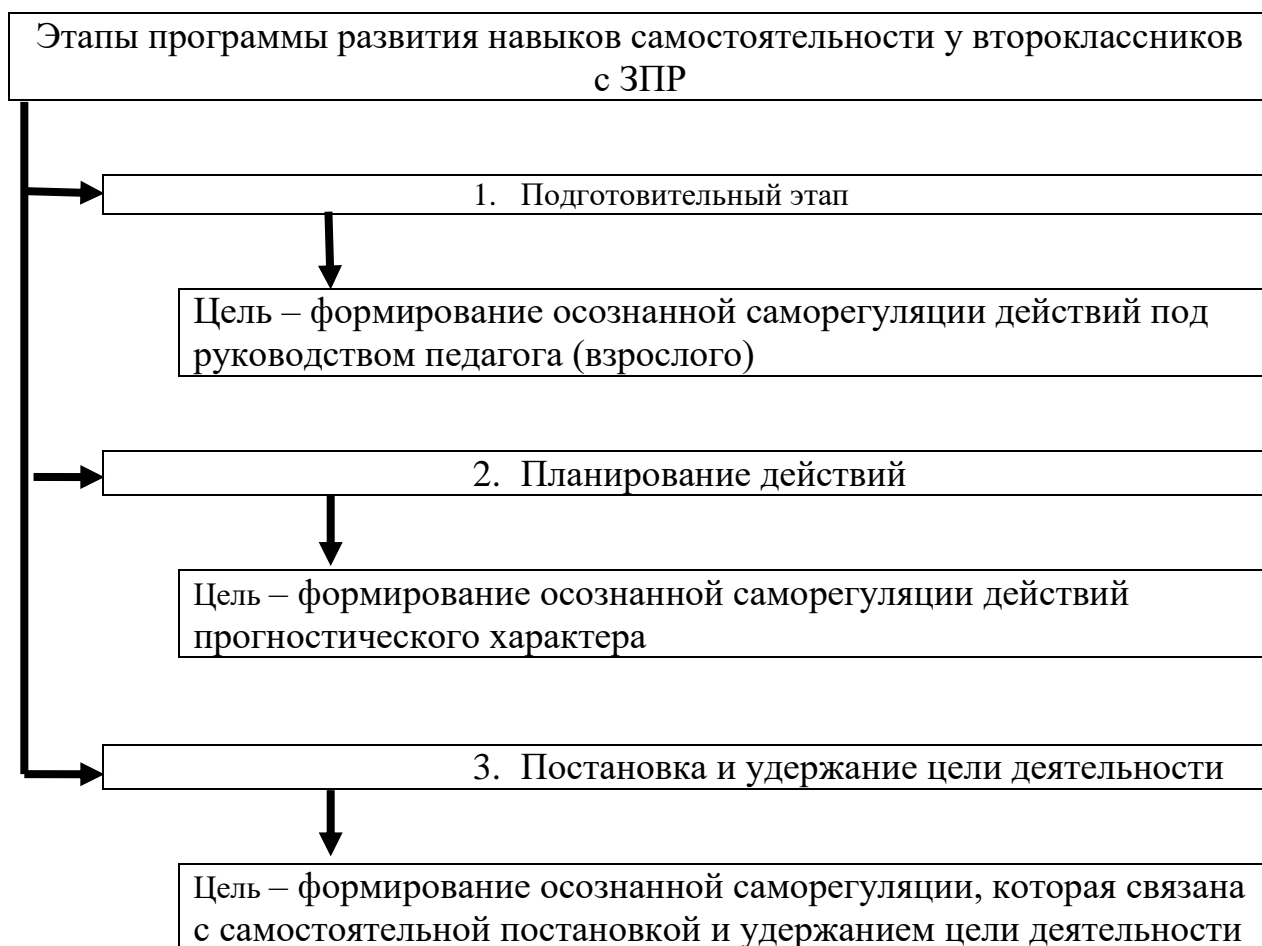 Этапы программы развития навыков самостоятельности у второклассников
с ЗПР
1. Подготовительный этап
Цель – формирование осознанной саморегуляции действий под
руководством педагога (взрослого)
2. Планирование действий
Цель – формирование осознанной саморегуляции действий
прогностического характера
3. Постановка и удержание цели деятельности
Цель – формирование осознанной саморегуляции, которая связана
с самостоятельной постановкой и удержанием цели деятельности